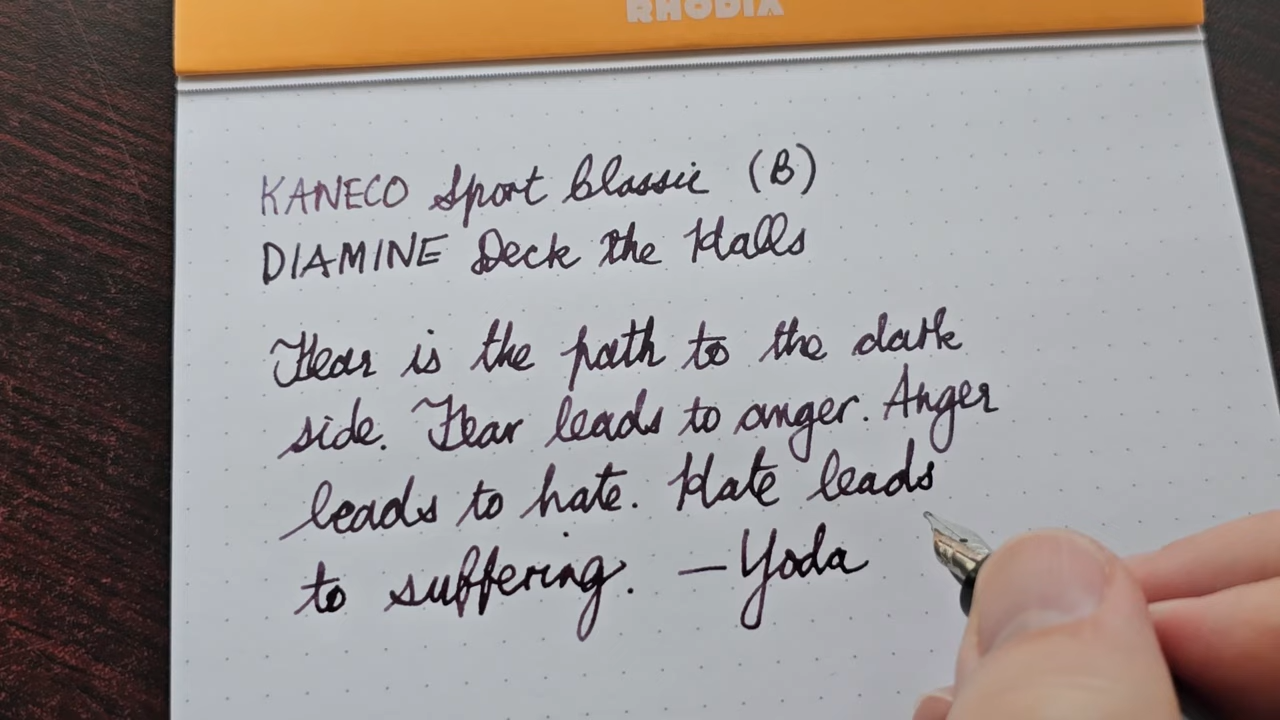 RHODIA
KANECO Sport Classic (B)
DIAMINE Deck the Halls
Fear is the path to the dark
side. Fear leads to anger. Anger
leads to hate. Hate leads
to suffering. — Yoda